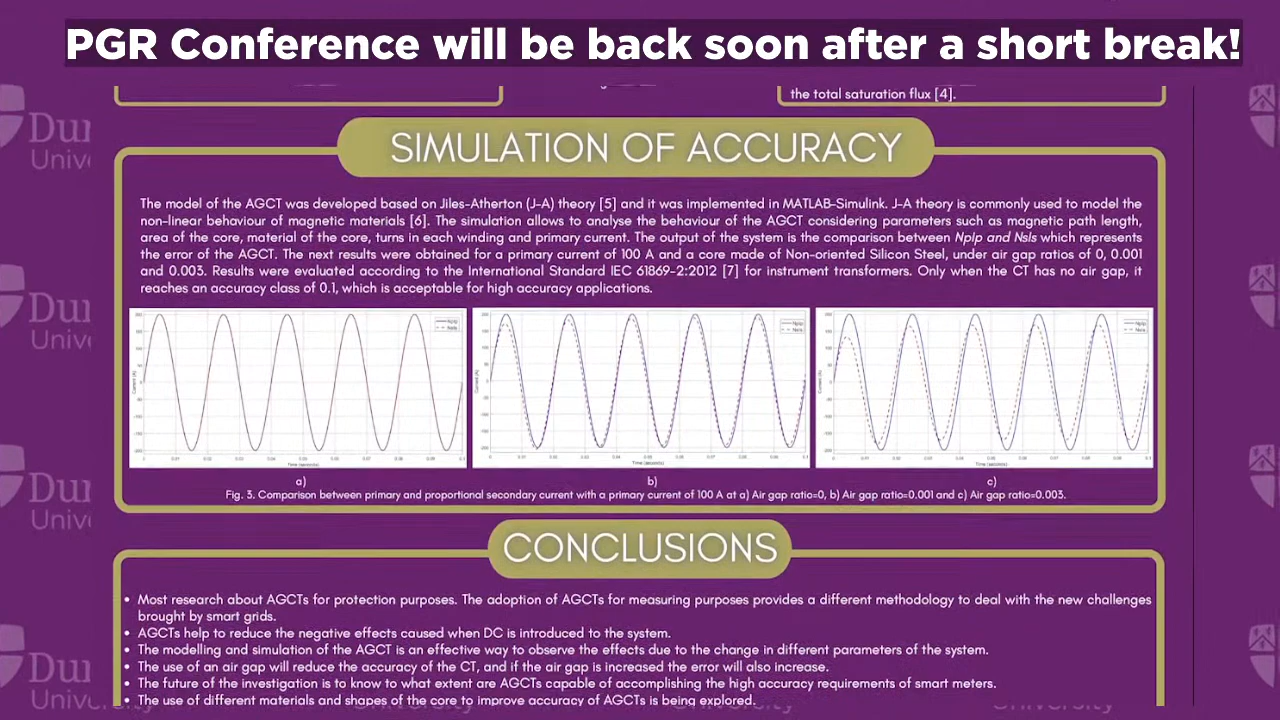 PGR Conference will be back soon after a short break!
the total saturation flux [4].
SIMULATION OF ACCURACY
The model of the AGCT was developed based on Jiles-Atherton (J-A) theory [5] and it was implemented in MATLAB-Simulink. J-A theory is commonly used to model the
non-linear behaviour of magnetic materials [6]. The simulation allows to analyse the behaviour of the AGCT considering parameters such as magnetic path length,
area of the core, material of the core, turns in each winding and primary current. The output of the system is the comparison between NpIp and NsIs which represents
the error of the AGCT. The next results were obtained for a primary current of 100 A and a core made of Non-oriented Silicon Steel, under air gap ratios of 0, 0.001
and 0.003. Results were evaluated according to the International Standard IEC 61869-2:2012 [7] for instrument transformers. Only when the CT has no air gap, it
reaches an accuracy class of 0.1, which is acceptable for high accuracy applications.
Current (A)
Time (seconds)
Time (seconds)
Time (seconds)
a)
b)
c)
Fig. 3. Comparison between primary and proportional secondary current with a primary current of 100 A at a) Air gap ratio=0, b) Air gap ratio=0.001 and c) Air gap ratio=0.003.
CONCLUSIONS
• Most research about AGCTs for protection purposes. The adoption of AGCTs for measuring purposes provides a different methodology to deal with the new challenges
brought by smart grids.
• AGCTs help to reduce the negative effects caused when DC is introduced to the system.
• The modelling and simulation of the AGCT is an effective way to observe the effects due to the change in different parameters of the system.
• The use of an air gap will reduce the accuracy of the CT, and if the air gap is increased the error will also increase.
• The future of the investigation is to know to what extent are AGCTs capable of accomplishing the high accuracy requirements of smart meters.
• The use of different materials and shapes of the core to improve accuracy of AGCTs is being explored.